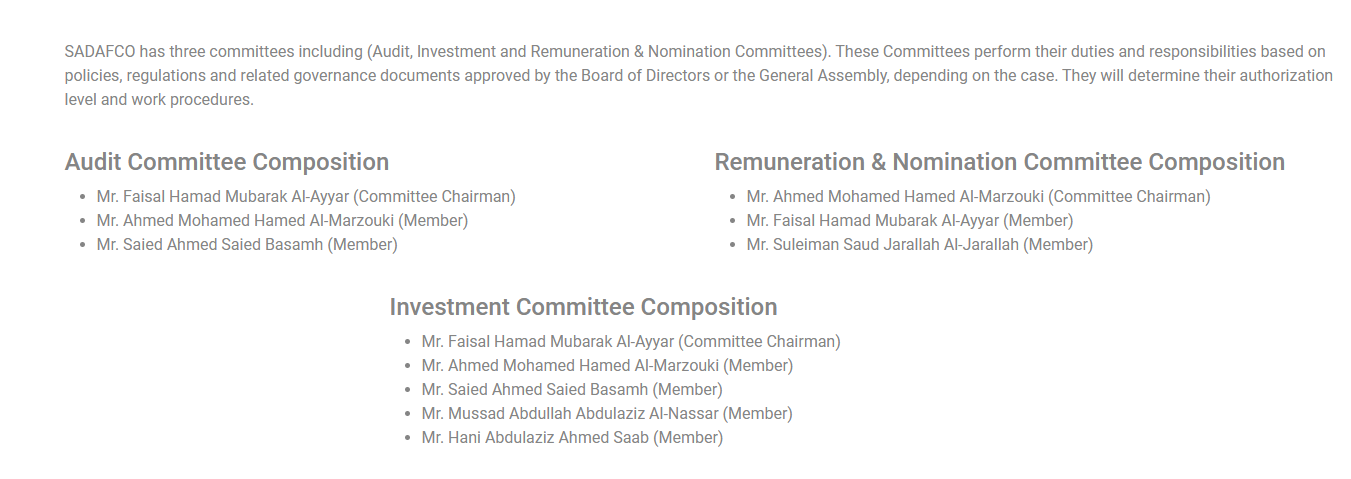 SADAFCO has three committees including (Audit, Investment and Remuneration & Nomination Committees). These Committees perform their duties and responsibilities based on
policies, regulations and related governance documents approved by the Board of Directors or the General Assembly, depending on the case. They will determine their authorization
level and work procedures.
Audit Committee Composition
• Mr. Faisal Hamad Mubarak Al-Ayyar (Committee Chairman)
• Mr. Ahmed Mohamed Hamed Al-Marzouki (Member)
• Mr. Saied Ahmed Saied Basamh (Member)
Remuneration & Nomination Committee Composition
• Mr. Ahmed Mohamed Hamed Al-Marzouki (Committee Chairman)
• Mr. Faisal Hamad Mubarak Al-Ayyar (Member)
• Mr. Suleiman Saud Jarallah Al-Jarallah (Member)
Investment Committee Composition
• Mr. Faisal Hamad Mubarak Al-Ayyar (Committee Chairman)
• Mr. Ahmed Mohamed Hamed Al-Marzouki (Member)
• Mr. Saied Ahmed Saied Basamh (Member)
• Mr. Mussad Abdullah Abdulaziz Al-Nassar (Member)
• Mr. Hani Abdulaziz Ahmed Saab (Member)